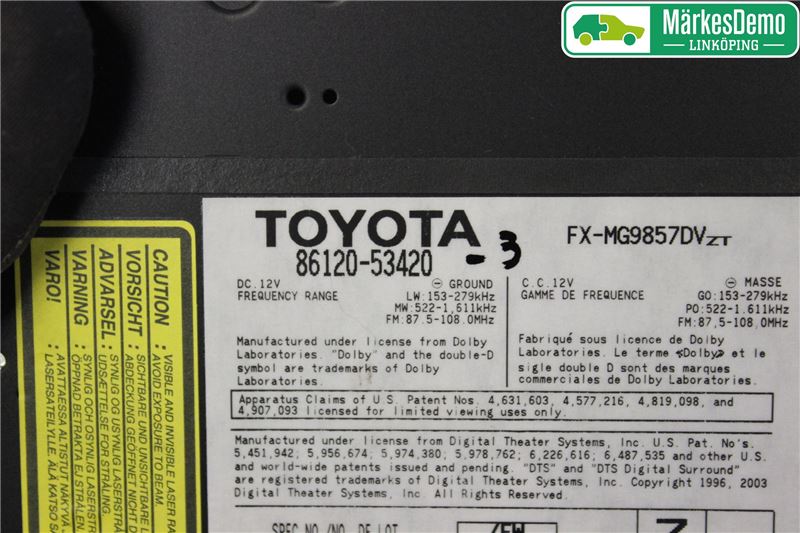 MärkesDemo
LINKÖPING
TOYOTA
86120-53420 -3
FX-MG9857DVZT
DC.12V ⊖ GROUND
FREQUENCY RANGE LW:153-279kHz
MW:522-1,611kHz
FM:87.5-108.0MHz
C.C.12V ⊖ MASSE
GAMME DE FREQUENCE GO:153-279kHz
PO:522-1.611kHz
FM:87,5-108,0MHz
Manufactured under license from Dolby
Laboratories. "Dolby" and the double-D
symbol are trademarks of Dolby
Laboratories.
Fabriqué sous licence de Dolby
Laboratories. Le terme «Dolby» et le
sigle double D sont des marques
commerciales de Dolby Laboratories.
Apparatus Claims of U.S. Patent Nos. 4,631,603, 4,577,216, 4,819,098, and
4,907,093 licensed for limited viewing uses only.
Manufactured under license from Digital Theater Systems, Inc. U.S. Pat. No's.
5,451,942; 5,956,674; 5,974,380; 5,978,762; 6,226,616; 6,487,535 and other U.S.
and world-wide patents issued and pending. "DTS" and "DTS Digital Surround"
are registered trademarks of Digital Theater Systems, Inc. Copyright 1996, 2003
Digital Theater Systems, Inc. All Rights Reserved.
SPEC NO./NO. DE LOT
CAUTION : VISIBLE AND INVISIBLE LASER RA
AVOID EXPOSURE TO BEAM.
VORSICHT : SICHTBARE UND UNSICHTBARE L
ABDECKUNG GEÖFFNET NICHT D
ADVARSEL : SYNLIG OG USYNLIG LASERSTRÅ
UDSÆTTELSE FOR STRÅLING.
WARNING : SYNLIG OCH OSYNLIG LASERSTR
ÖPPNAD BETRAKTA EJ STRÅLEN.
VARO! : AVATTAESSA ALTISTUT NÄKYVÄ
LASERSÄTEILYLLE. ÄLÄ KATSO SÄ